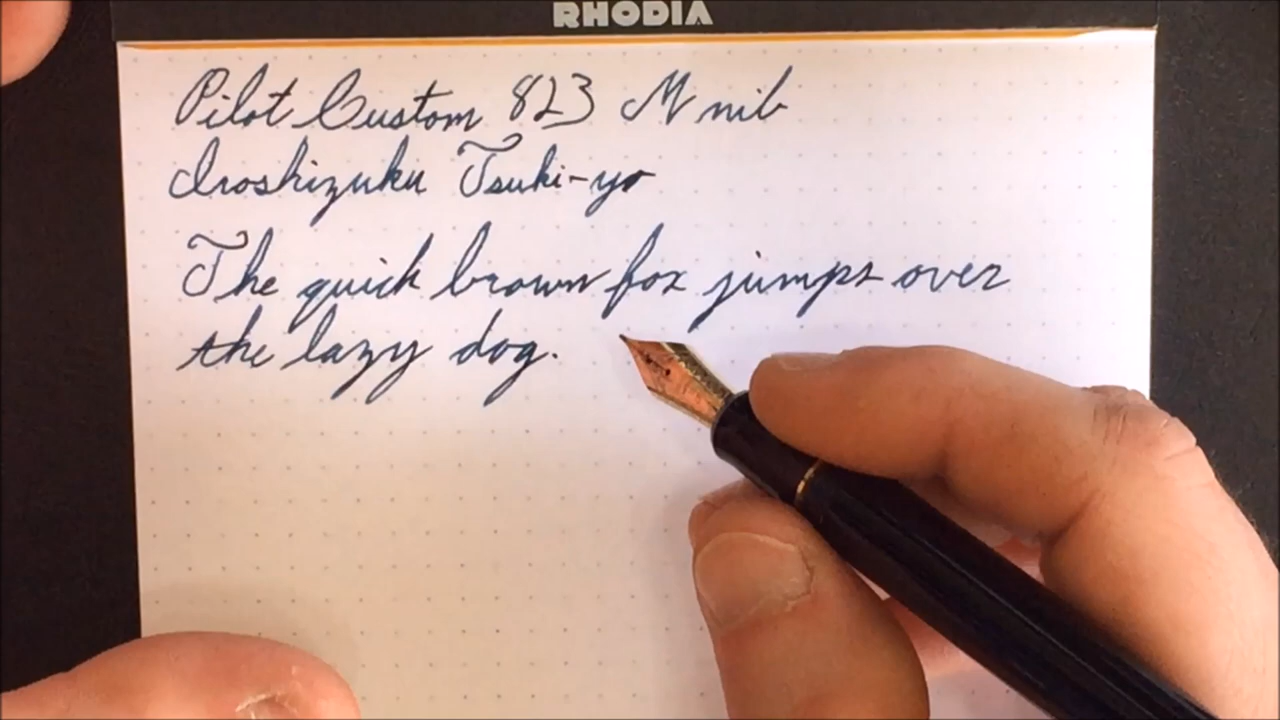 RHODIA
Pilot Custom 823 M nib
Iroshizuku Tsuki-yo
The quick brown fox jumps over
the lazy dog.